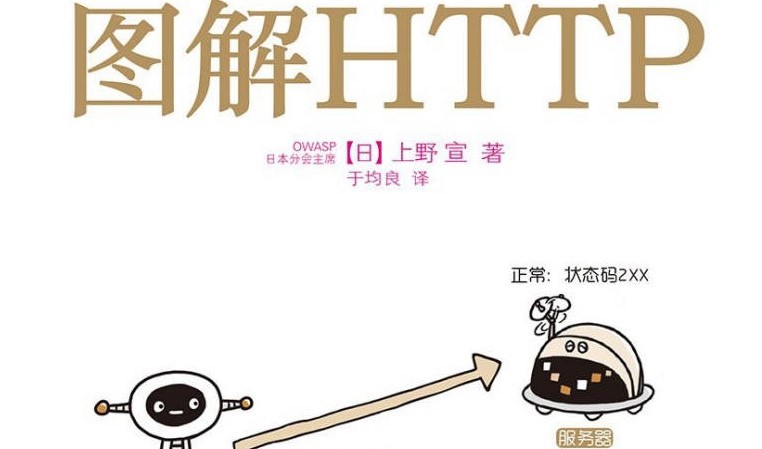 图解HTTP
OWASP
日本分会主席 【日】上野 宣 著
于均良 译
正常：状态码2XX
服务器